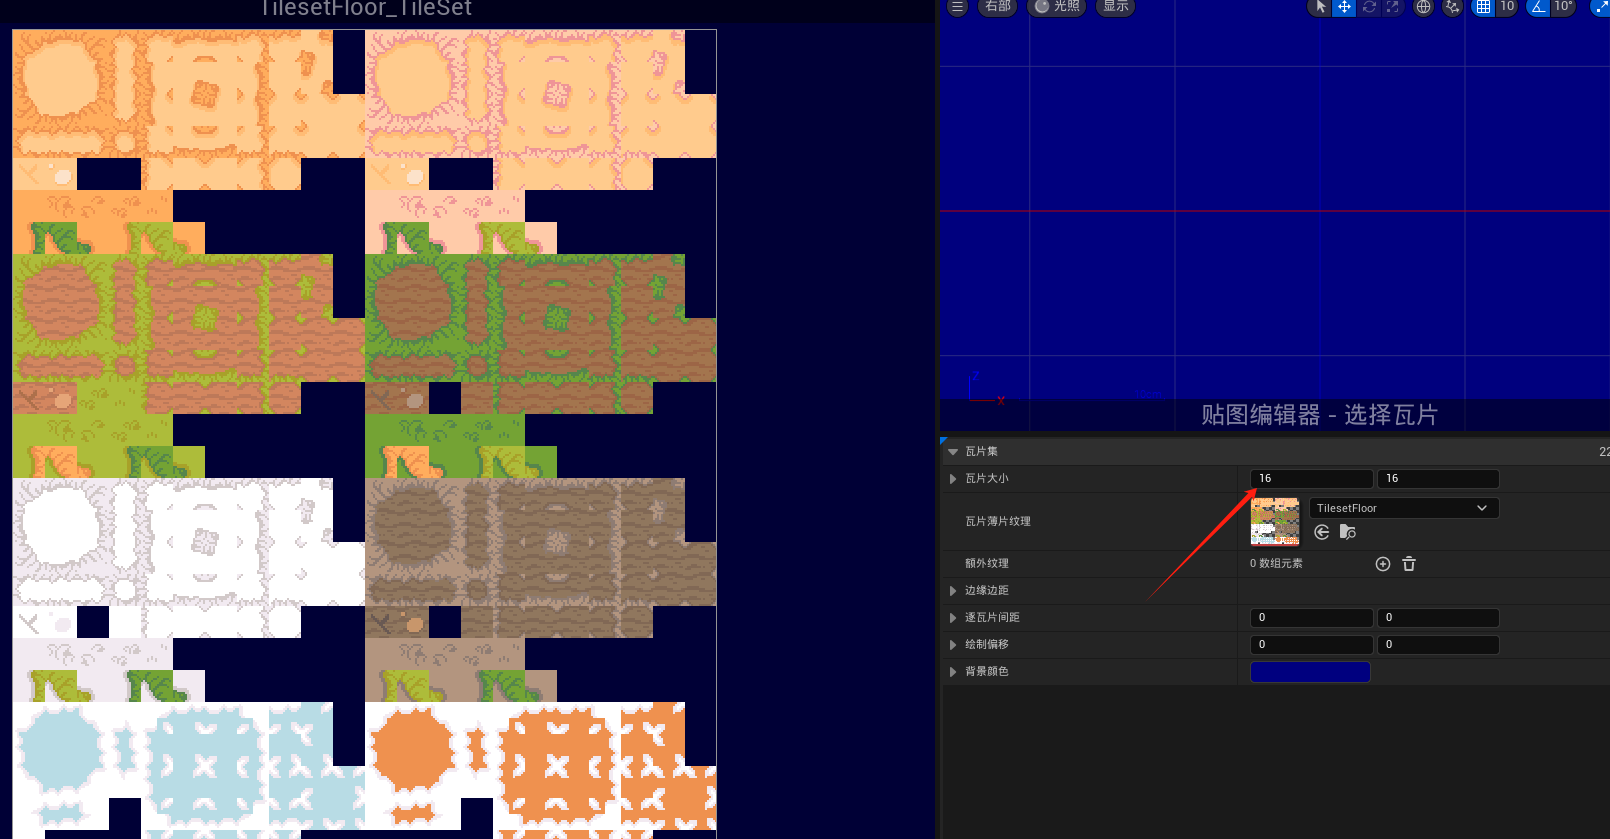 TilesetFloor_TileSet
右部
光照
显示
10
10°
Z
X
贴图编辑器 - 选择瓦片
瓦片集
22
瓦片大小
16
16
瓦片薄片纹理
TilesetFloor
额外纹理
0 数组元素
边缘边距
逐瓦片间距
0
0
绘制偏移
0
0
背景颜色